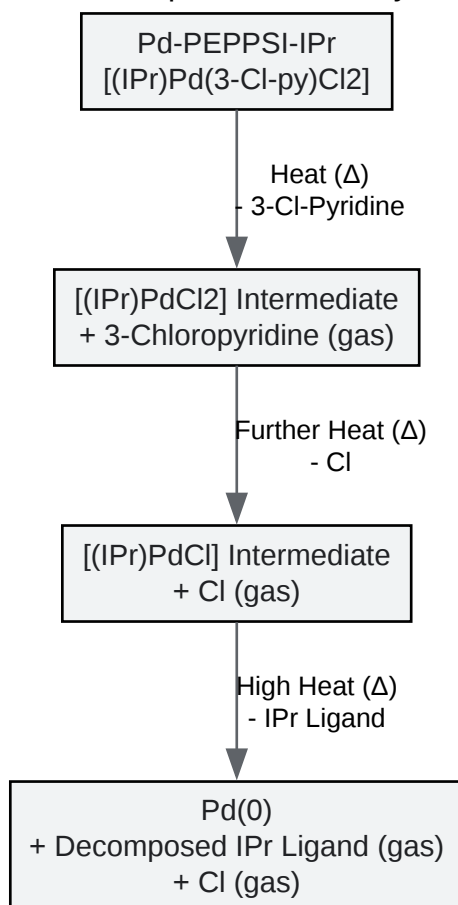 Pd-PEPPSI-IPr
[(IPr)Pd(3-Cl-py)Cl2]
Heat (Δ)
- 3-Cl-Pyridine
[(IPr)PdCl2] Intermediate
+ 3-Chloropyridine (gas)
Further Heat (Δ)
- Cl
[(IPr)PdCl] Intermediate
+ Cl (gas)
High Heat (Δ)
- IPr Ligand
Pd(0)
+ Decomposed IPr Ligand (gas)
+ Cl (gas)